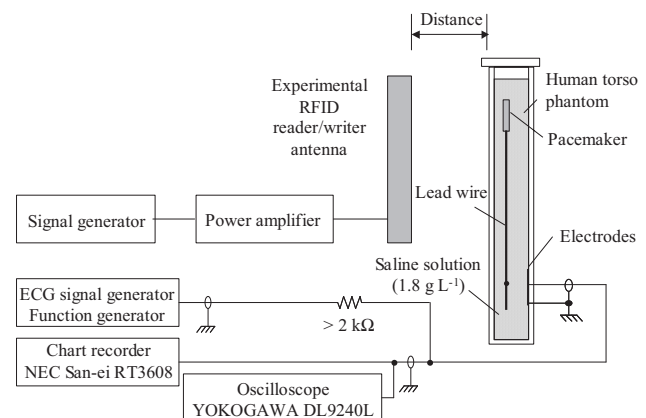 Distance
Experimental
RFID
reader/writer
antenna
Human torso
phantom
Pacemaker
Lead wire
Signal generator
Power amplifier
Electrodes
Saline solution
(1.8 g L⁻¹)
ECG signal generator
Function generator
> 2 kΩ
Chart recorder
NEC San-ei RT3608
Oscilloscope
YOKOGAWA DL9240L